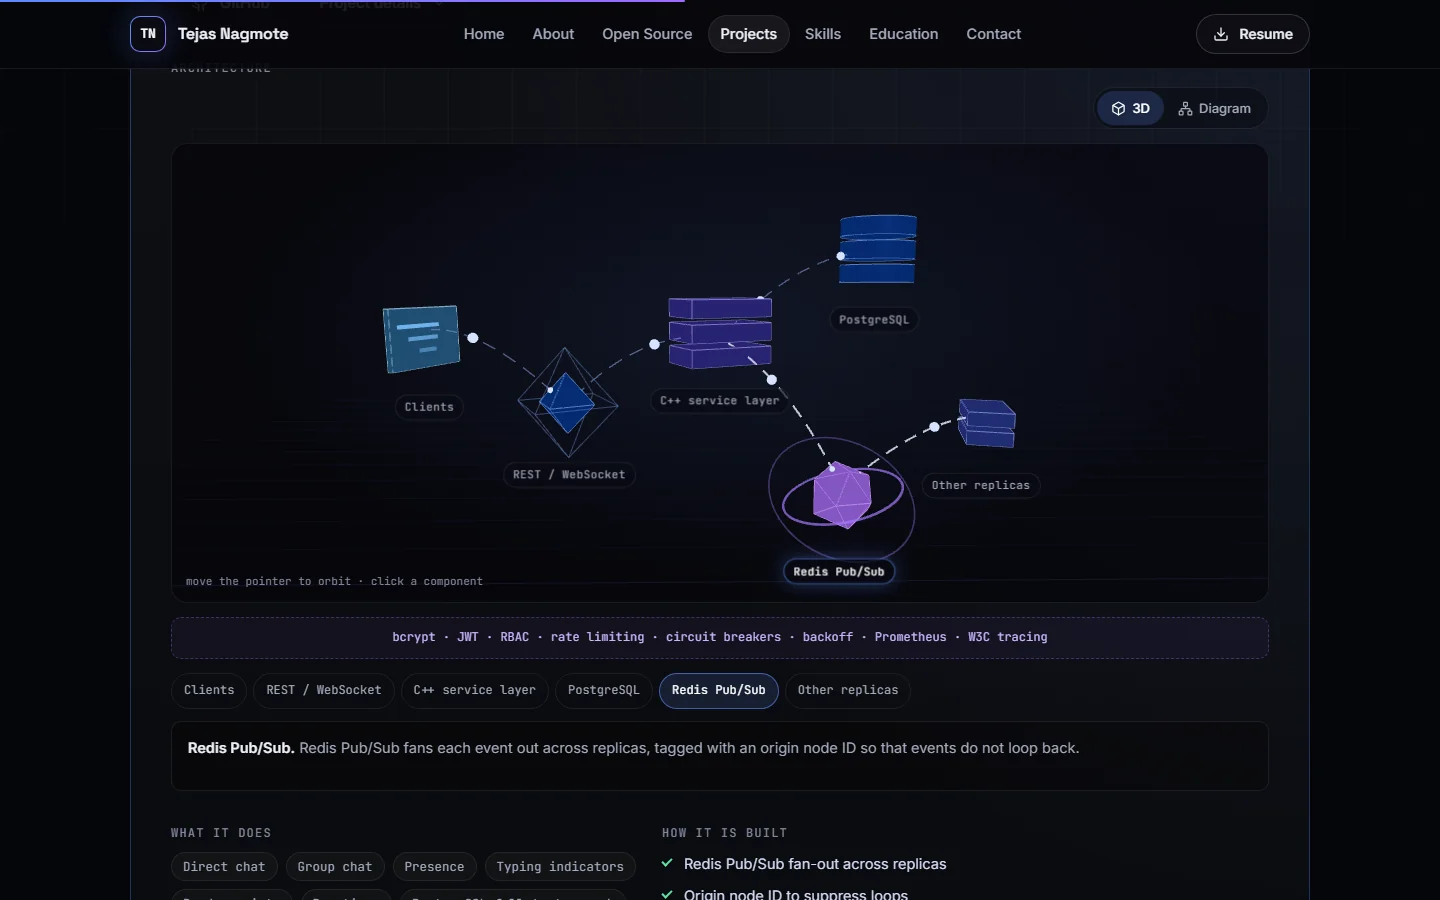 GitHub Project details
TN Tejas Nagmote Home About Open Source Projects Skills Education Contact Resume
ARCHITECTURE
3D Diagram
PostgreSQL
Clients
C++ service layer
REST / WebSocket
Other replicas
Redis Pub/Sub
move the pointer to orbit · click a component
bcrypt · JWT · RBAC · rate limiting · circuit breakers · backoff · Prometheus · W3C tracing
Clients REST / WebSocket C++ service layer PostgreSQL Redis Pub/Sub Other replicas
Redis Pub/Sub. Redis Pub/Sub fans each event out across replicas, tagged with an origin node ID so that events do not loop back.
WHAT IT DOES
Direct chat Group chat Presence Typing indicators
HOW IT IS BUILT
Redis Pub/Sub fan-out across replicas
Origin node ID to suppress loops